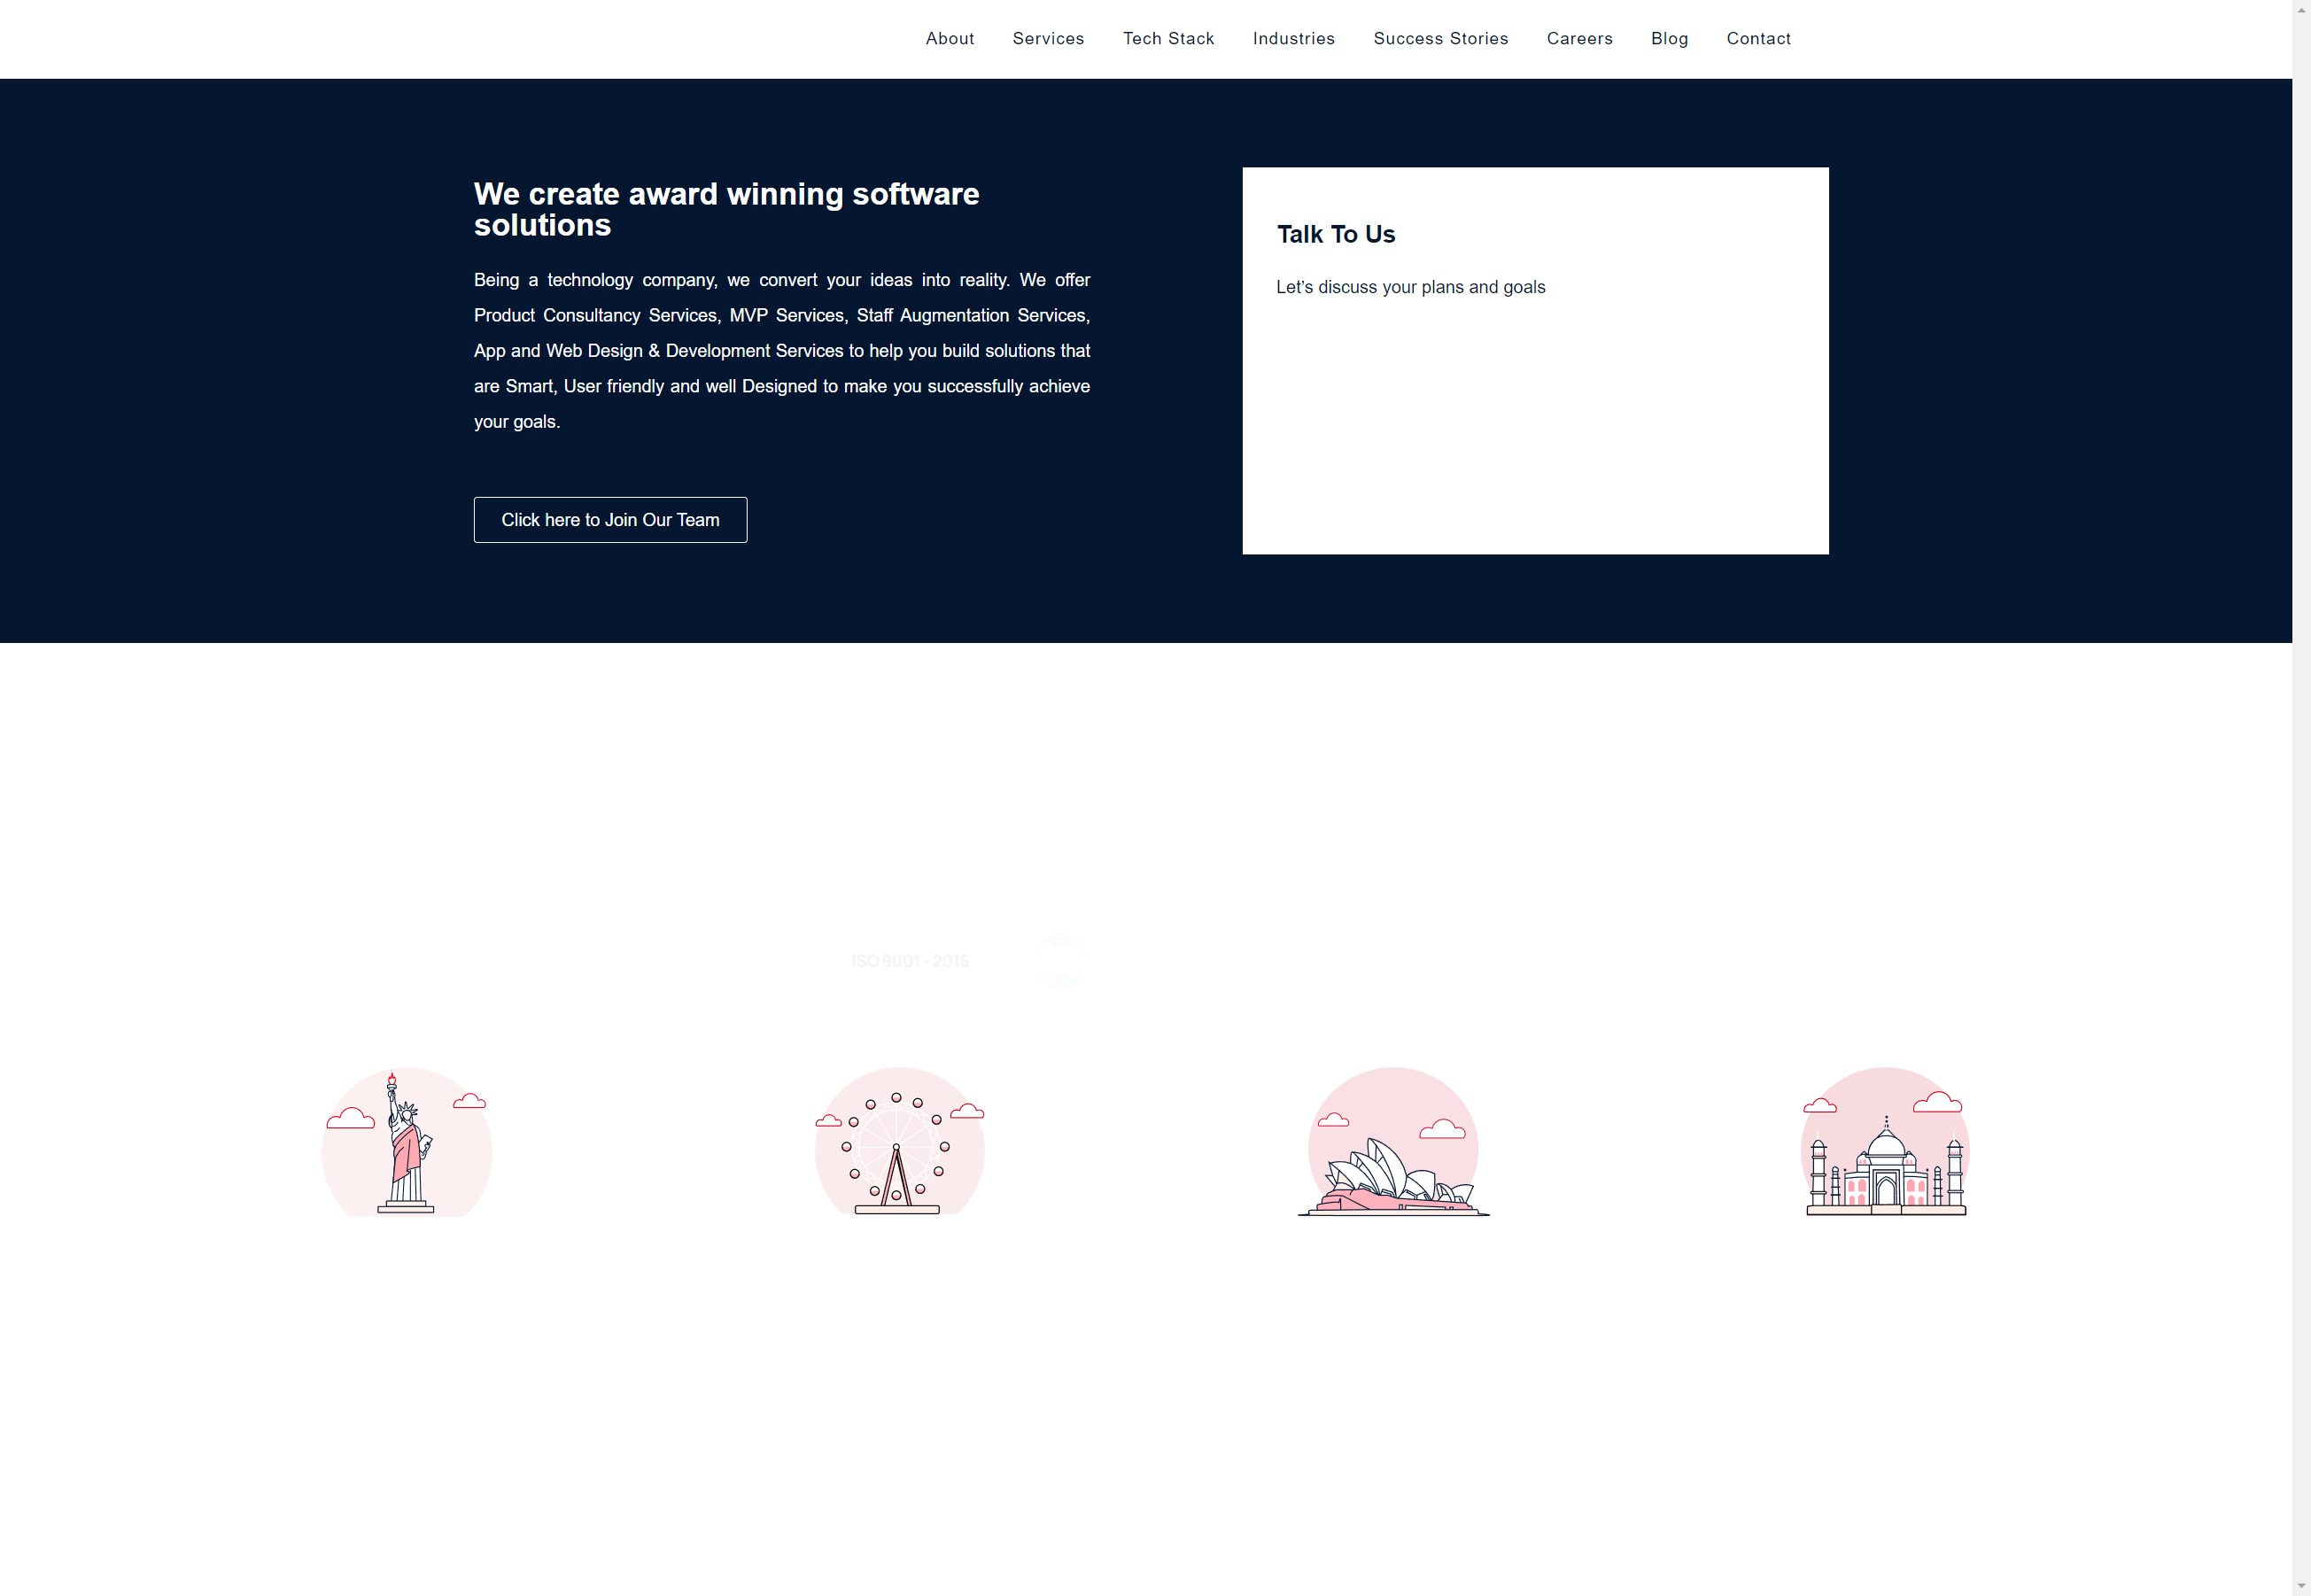 About Services Tech Stack Industries Success Stories Careers Blog Contact
We create award winning software
solutions
Being a technology company, we convert your ideas into reality. We offer
Product Consultancy Services, MVP Services, Staff Augmentation Services,
App and Web Design & Development Services to help you build solutions that
are Smart, User friendly and well Designed to make you successfully achieve
your goals.
Click here to Join Our Team
Talk To Us
Let’s discuss your plans and goals
ISO 9001 - 2015